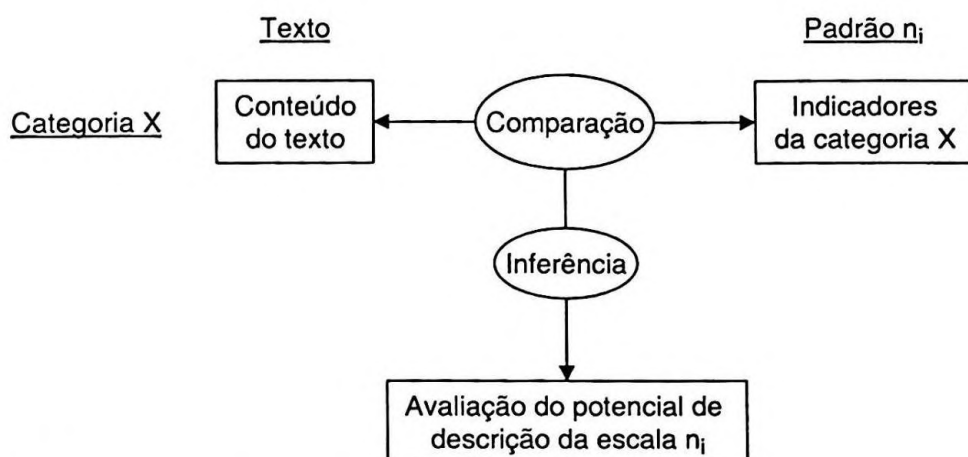 Texto
Padrão nᵢ
Categoria X
Conteúdo
do texto
Comparação
Indicadores
da categoria X
Inferência
Avaliação do potencial de
descrição da escala nᵢ